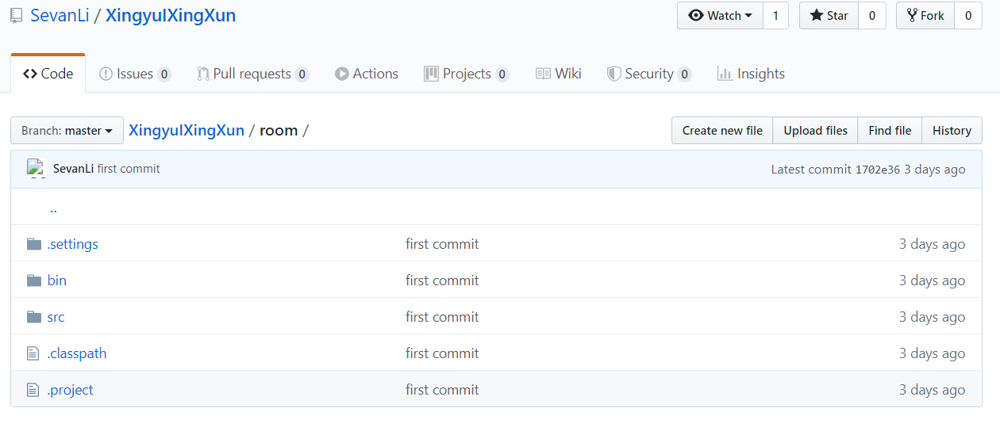 SevanLi / XingyuIXingXun Watch 1 Star 0 Fork 0
Code Issues 0 Pull requests 0 Actions Projects 0 Wiki Security 0 Insights
Branch: master XingyuIXingXun / room / Create new file Upload files Find file History
SevanLi first commit Latest commit 1702e36 3 days ago
..
.settings first commit 3 days ago
bin first commit 3 days ago
src first commit 3 days ago
.classpath first commit 3 days ago
.project first commit 3 days ago